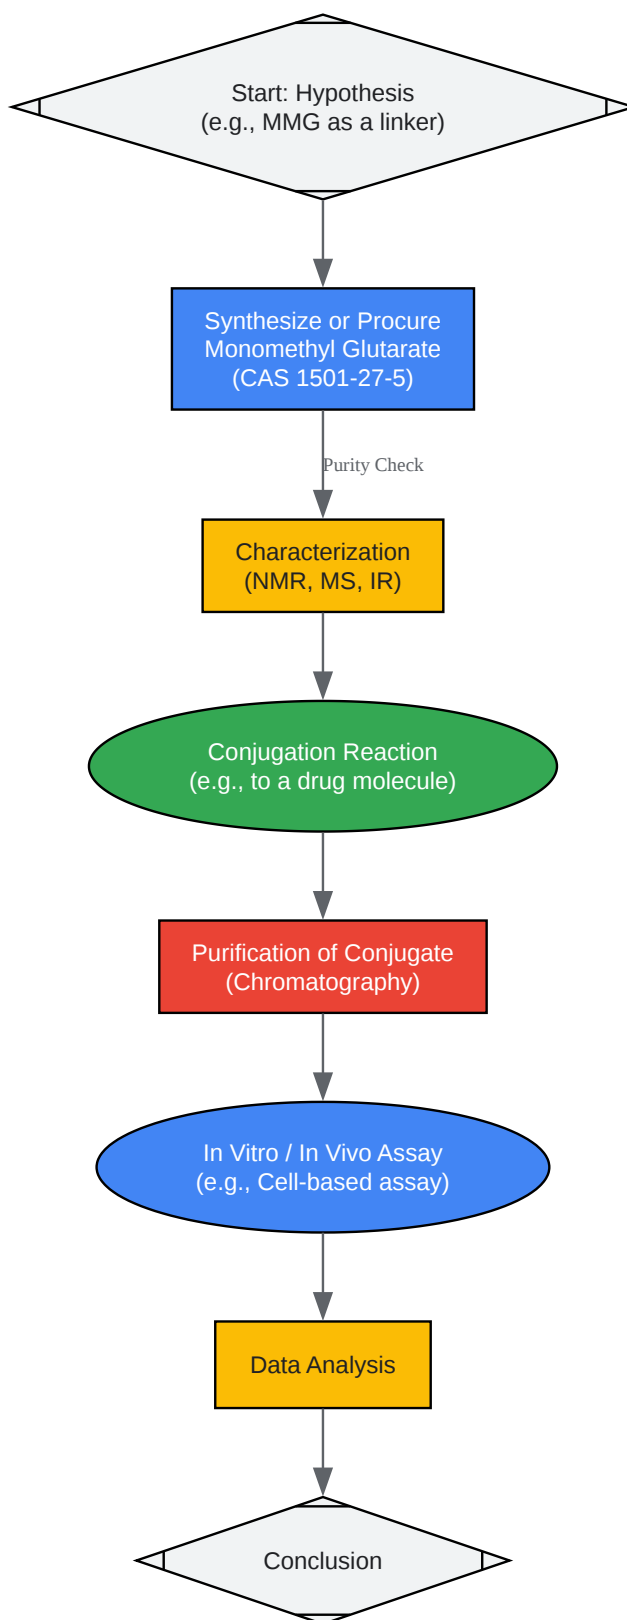 Start: Hypothesis
(e.g., MMG as a linker)
Synthesize or Procure
Monomethyl Glutarate
(CAS 1501-27-5)
Purity Check
Characterization
(NMR, MS, IR)
Conjugation Reaction
(e.g., to a drug molecule)
Purification of Conjugate
(Chromatography)
In Vitro / In Vivo Assay
(e.g., Cell-based assay)
Data Analysis
Conclusion